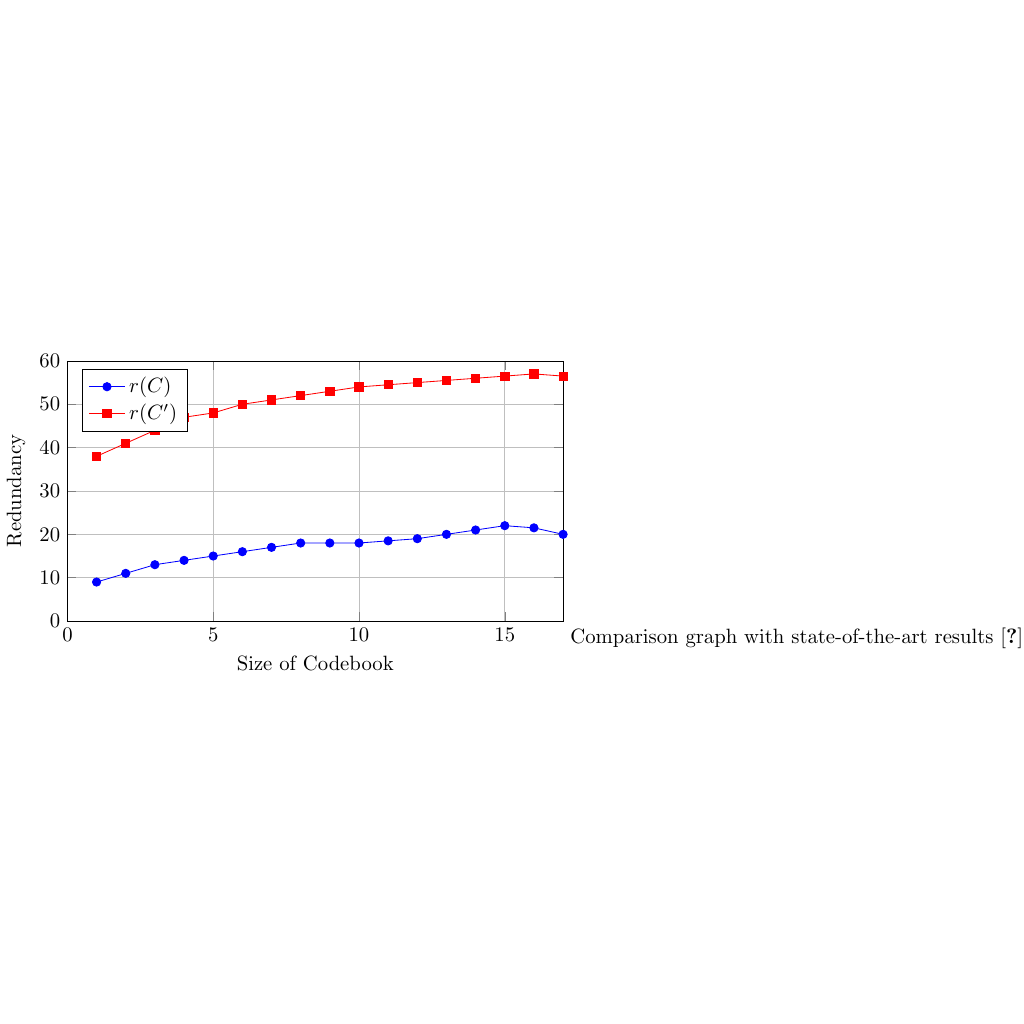 60
50
40
30
20
10
0
Redundancy
r(C)
r(C′)
0 5 10 15
Size of Codebook
Comparison graph with state-of-the-art results [?]